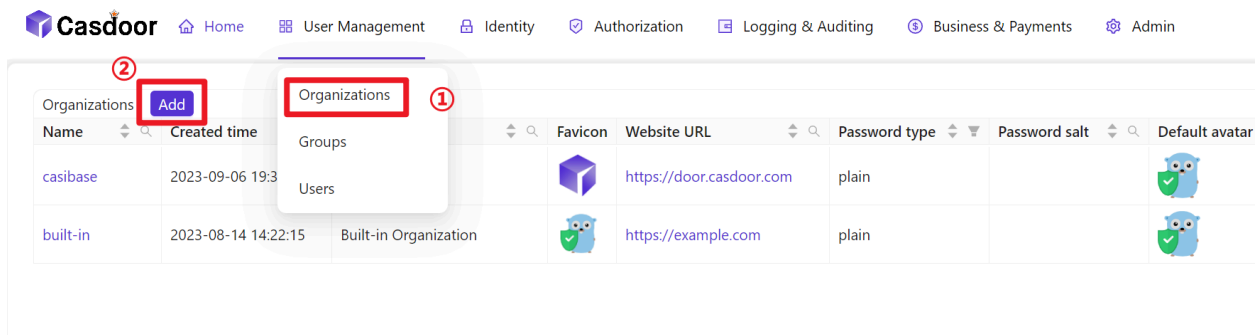 Casdoor Home User Management Identity Authorization Logging & Auditing Business & Payments Admin
②
Organizations Add
Organizations ①
Groups
Users
Name Created time Favicon Website URL Password type Password salt Default avatar
casibase 2023-09-06 19:3 https://door.casdoor.com plain
built-in 2023-08-14 14:22:15 Built-in Organization https://example.com plain